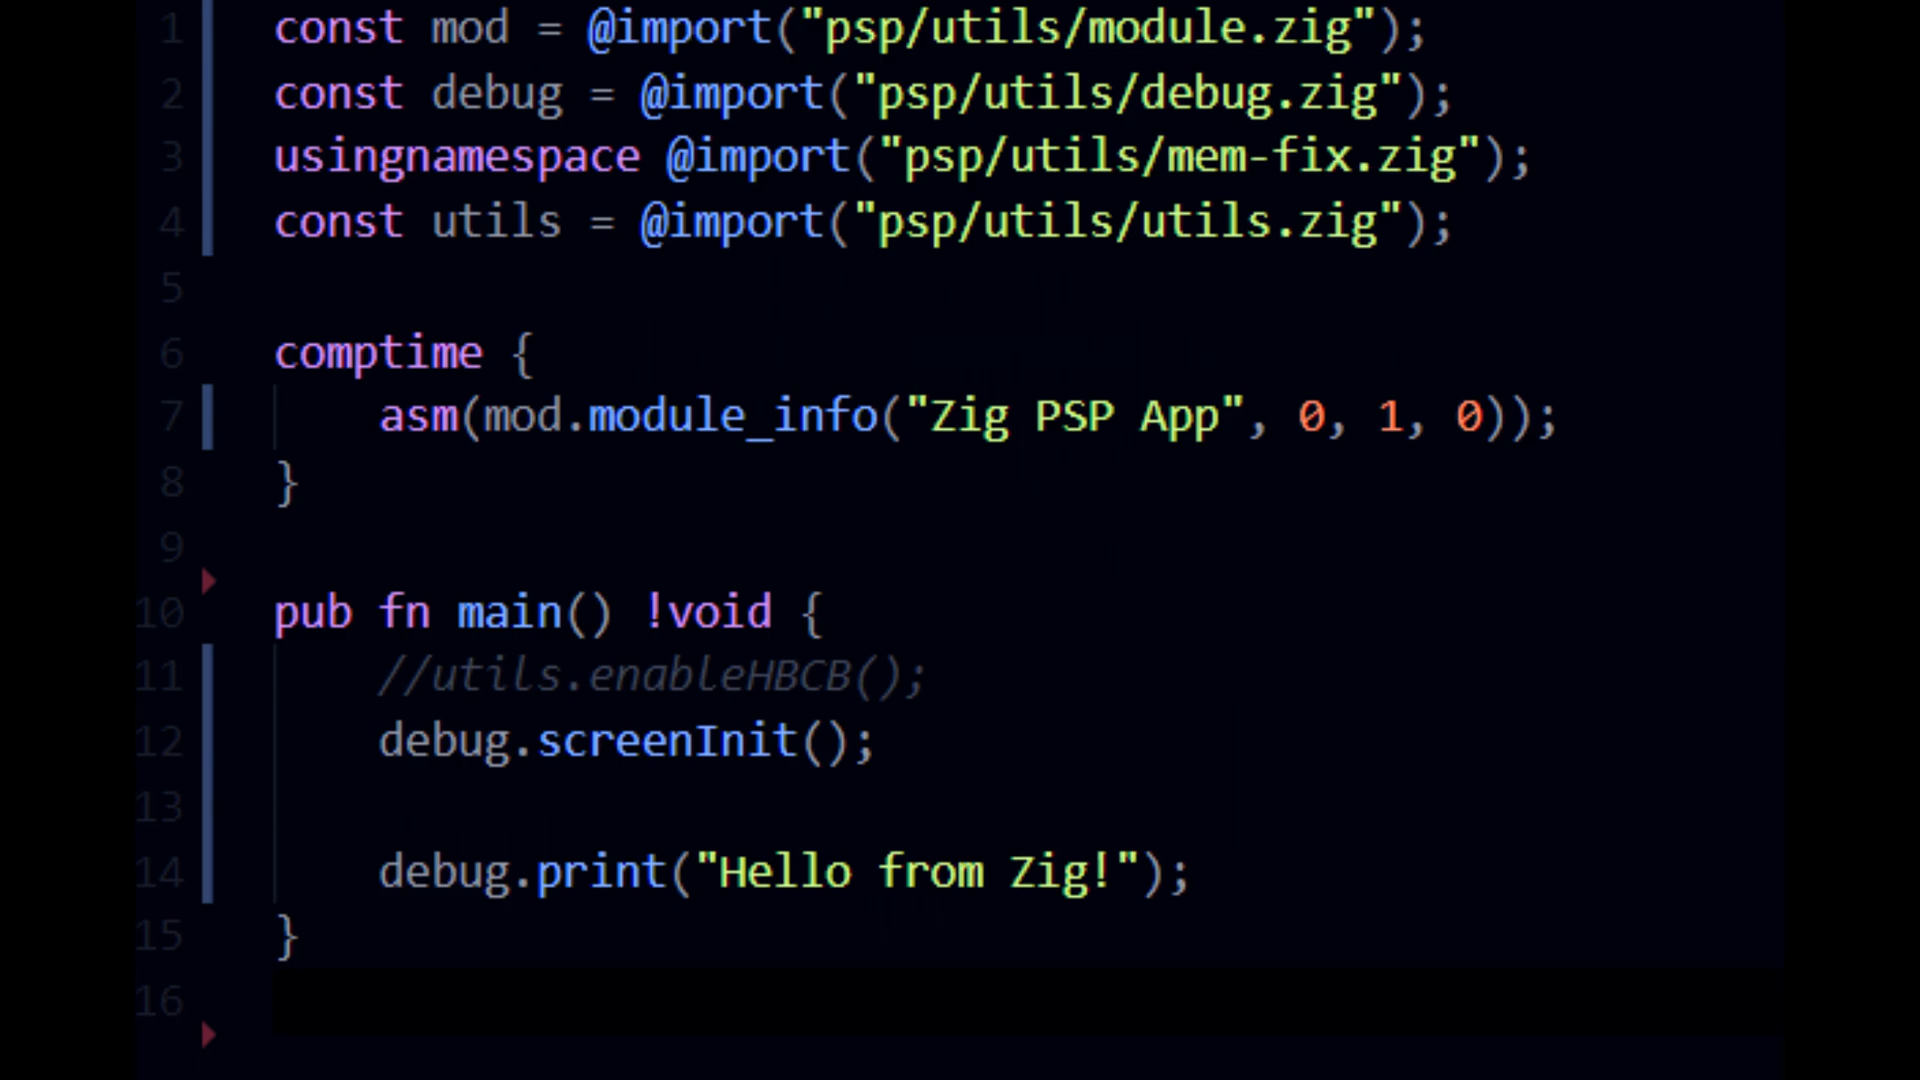 1 const mod = @import("psp/utils/module.zig");
2 const debug = @import("psp/utils/debug.zig");
3 usingnamespace @import("psp/utils/mem-fix.zig");
4 const utils = @import("psp/utils/utils.zig");
5
6 comptime {
7     asm(mod.module_info("Zig PSP App", 0, 1, 0));
8 }
9
10 pub fn main() !void {
11     //utils.enableHBCB();
12     debug.screenInit();
13
14     debug.print("Hello from Zig!");
15 }
16